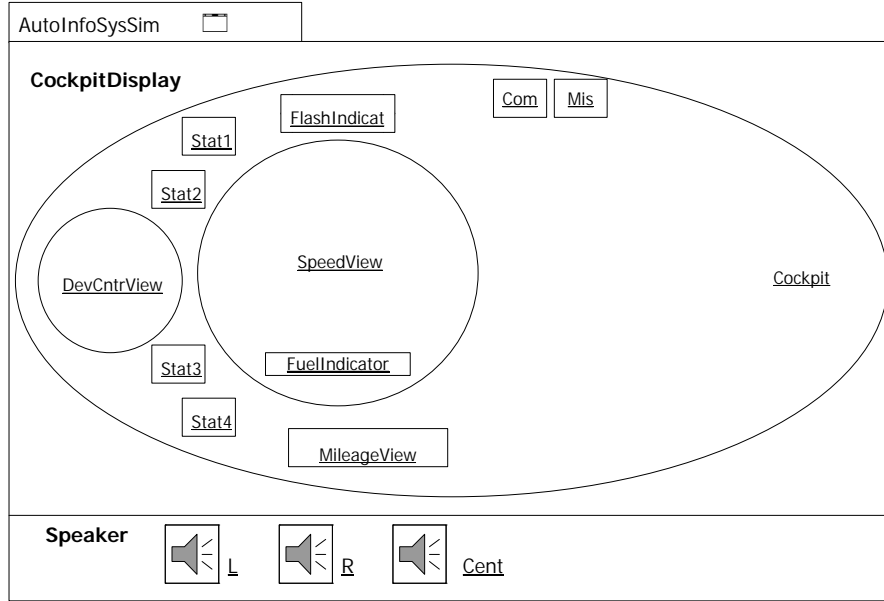 AutoInfoSysSim
CockpitDisplay
Com Mis
FlashIndicat
Stat1
Stat2
SpeedView
DevCntrView
Cockpit
Stat3
FuelIndicator
Stat4
MileageView
Speaker
L R Cent